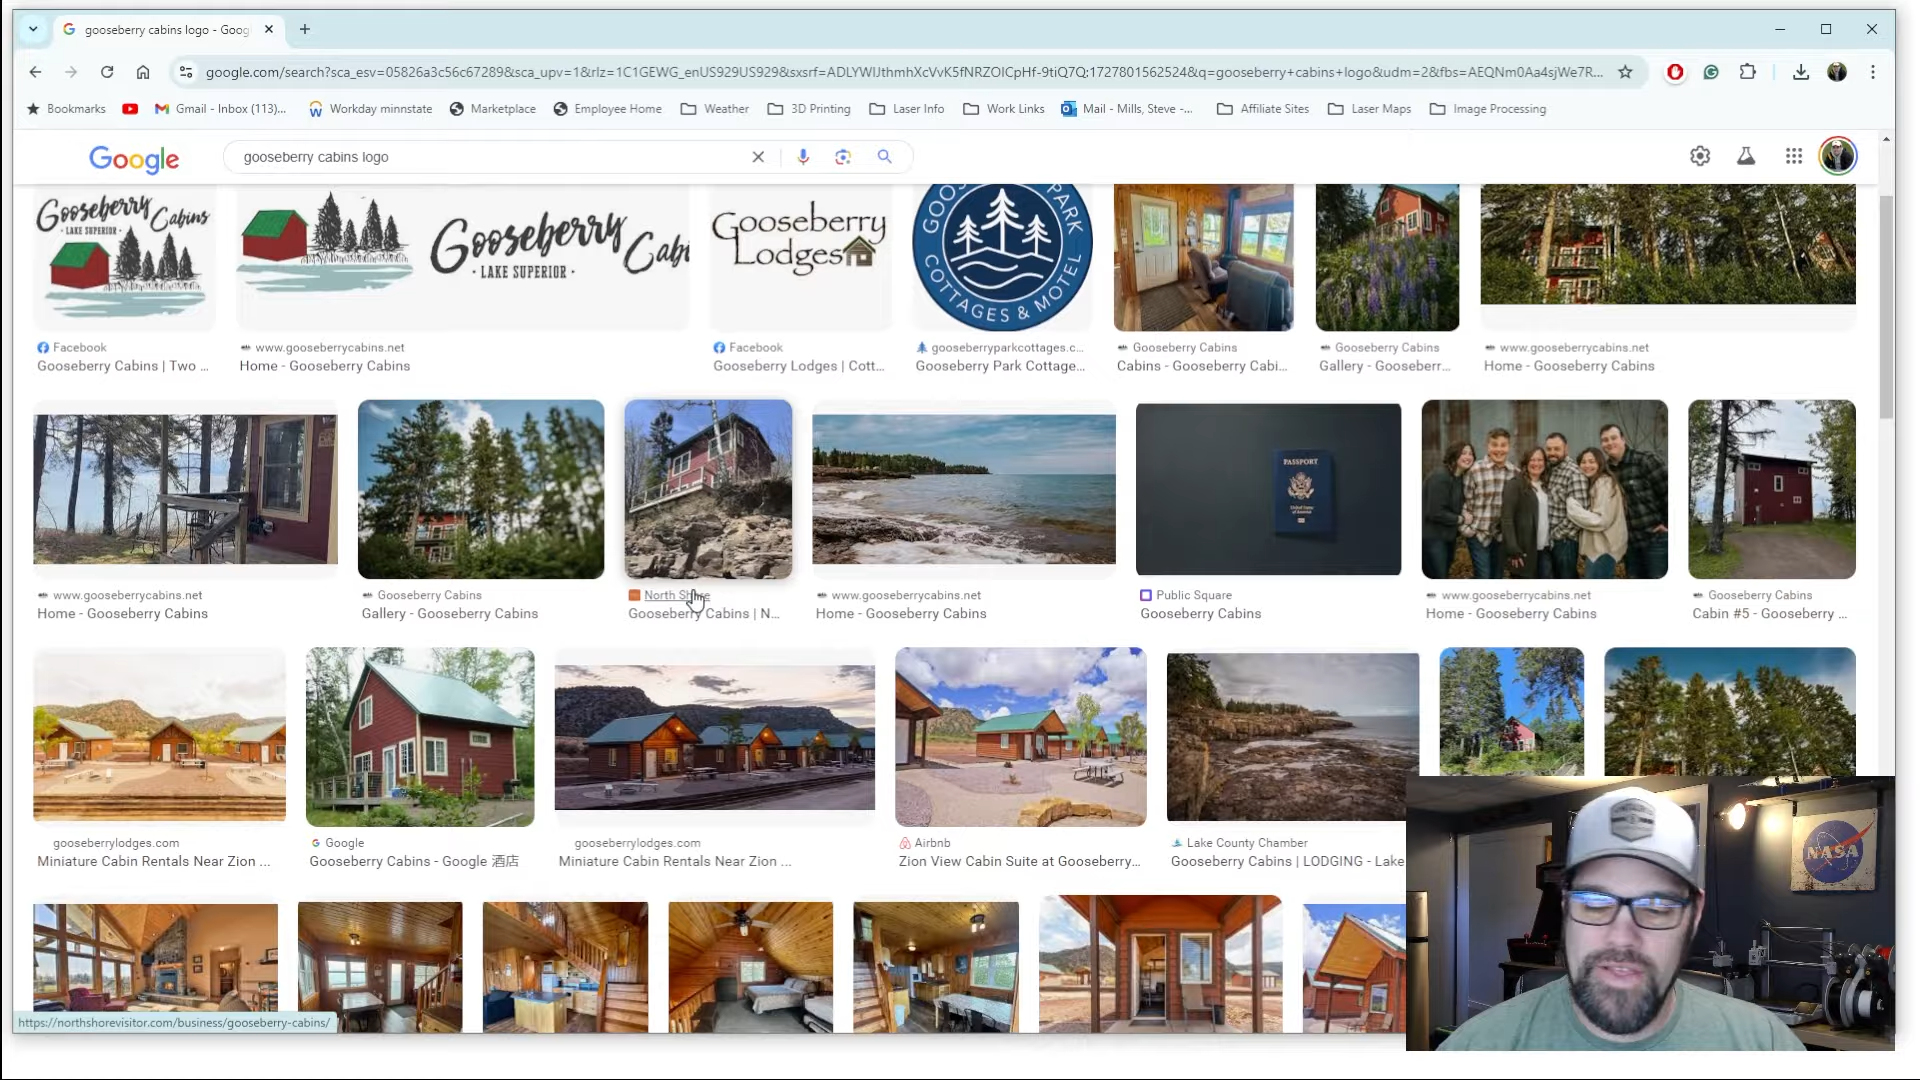 gooseberry cabins logo - Goog
google.com/search?sca_esv=05826a3c56c67289&sca_upv=1&rlz=1C1GEWG_enUS929US929&sxsrf=ADLYWIJthmhXcVvK5fNRZOICpHf-9tiQ7Q:1727801562524&q=gooseberry+cabins+logo&udm=2&fbs=AEQNm0Aa4sjWe7R...
Bookmarks Gmail - Inbox (113)... Workday minnstate Marketplace Employee Home Weather 3D Printing Laser Info Work Links Mail - Mills, Steve -... Affiliate Sites Laser Maps Image Processing
Google gooseberry cabins logo
Gooseberry Cabins
- LAKE SUPERIOR -
Gooseberry Cabi
- LAKE SUPERIOR -
Gooseberry
Lodges
PARK
COTTAGES & MOTEL
Facebook
Gooseberry Cabins | Two ...
www.gooseberrycabins.net
Home - Gooseberry Cabins
Facebook
Gooseberry Lodges | Cott...
gooseberryparkcottages.c...
Gooseberry Park Cottage...
Gooseberry Cabins
Cabins - Gooseberry Cabi...
Gooseberry Cabins
Gallery - Gooseberr...
www.gooseberrycabins.net
Home - Gooseberry Cabins
PASSPORT
United States
of America
www.gooseberrycabins.net
Home - Gooseberry Cabins
Gooseberry Cabins
Gallery - Gooseberry Cabins
North Shore
Gooseberry Cabins | N...
www.gooseberrycabins.net
Home - Gooseberry Cabins
Public Square
Gooseberry Cabins
www.gooseberrycabins.net
Home - Gooseberry Cabins
Gooseberry Cabins
Cabin #5 - Gooseberry ...
gooseberrylodges.com
Miniature Cabin Rentals Near Zion ...
Google
Gooseberry Cabins - Google 酒店
gooseberrylodges.com
Miniature Cabin Rentals Near Zion ...
Airbnb
Zion View Cabin Suite at Gooseberry...
Lake County Chamber
Gooseberry Cabins | LODGING - Lake
NASA
https://northshorevisitor.com/business/gooseberry-cabins/